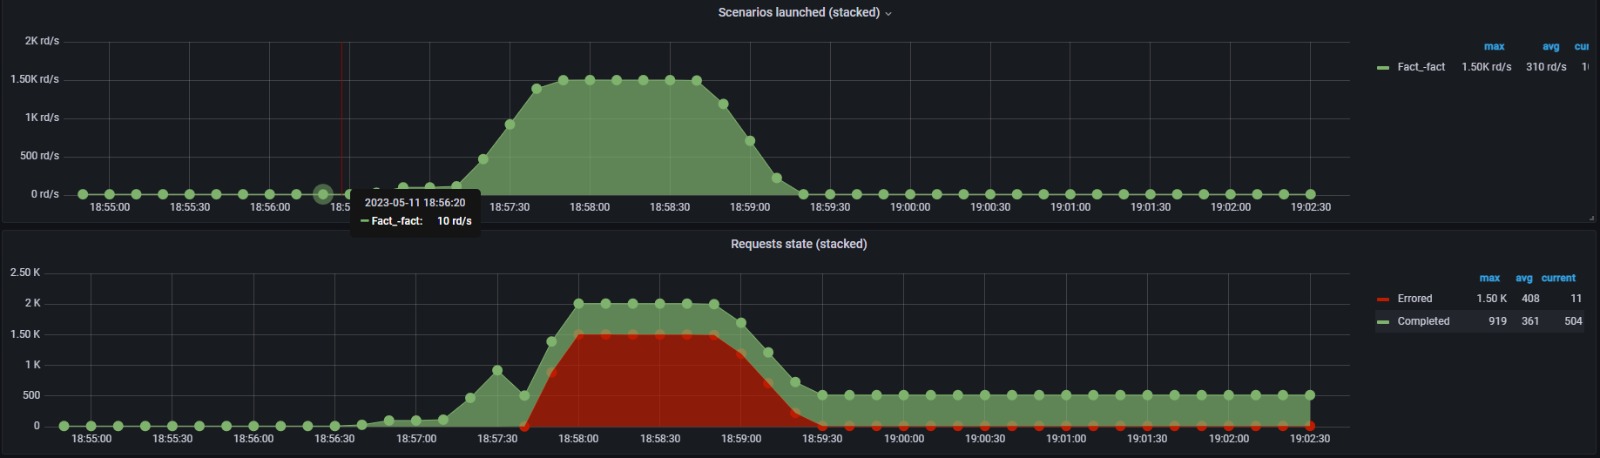 Scenarios launched (stacked)
2K rd/s
1.50K rd/s
1K rd/s
500 rd/s
0 rd/s
18:55:00 18:55:30 18:56:00 18:5 18:57:30 18:58:00 18:58:30 18:59:00 18:59:30 19:00:00 19:00:30 19:01:00 19:01:30 19:02:00 19:02:30
max avg cur
Fact_-fact 1.50K rd/s 310 rd/s 1
2023-05-11 18:56:20
Fact_-fact: 10 rd/s
Requests state (stacked)
2.50 K
2 K
1.50 K
1 K
500
0
18:55:00 18:55:30 18:56:00 18:56:30 18:57:00 18:57:30 18:58:00 18:58:30 18:59:00 18:59:30 19:00:00 19:00:30 19:01:00 19:01:30 19:02:00 19:02:30
max avg current
Errored 1.50 K 408 11
Completed 919 361 504